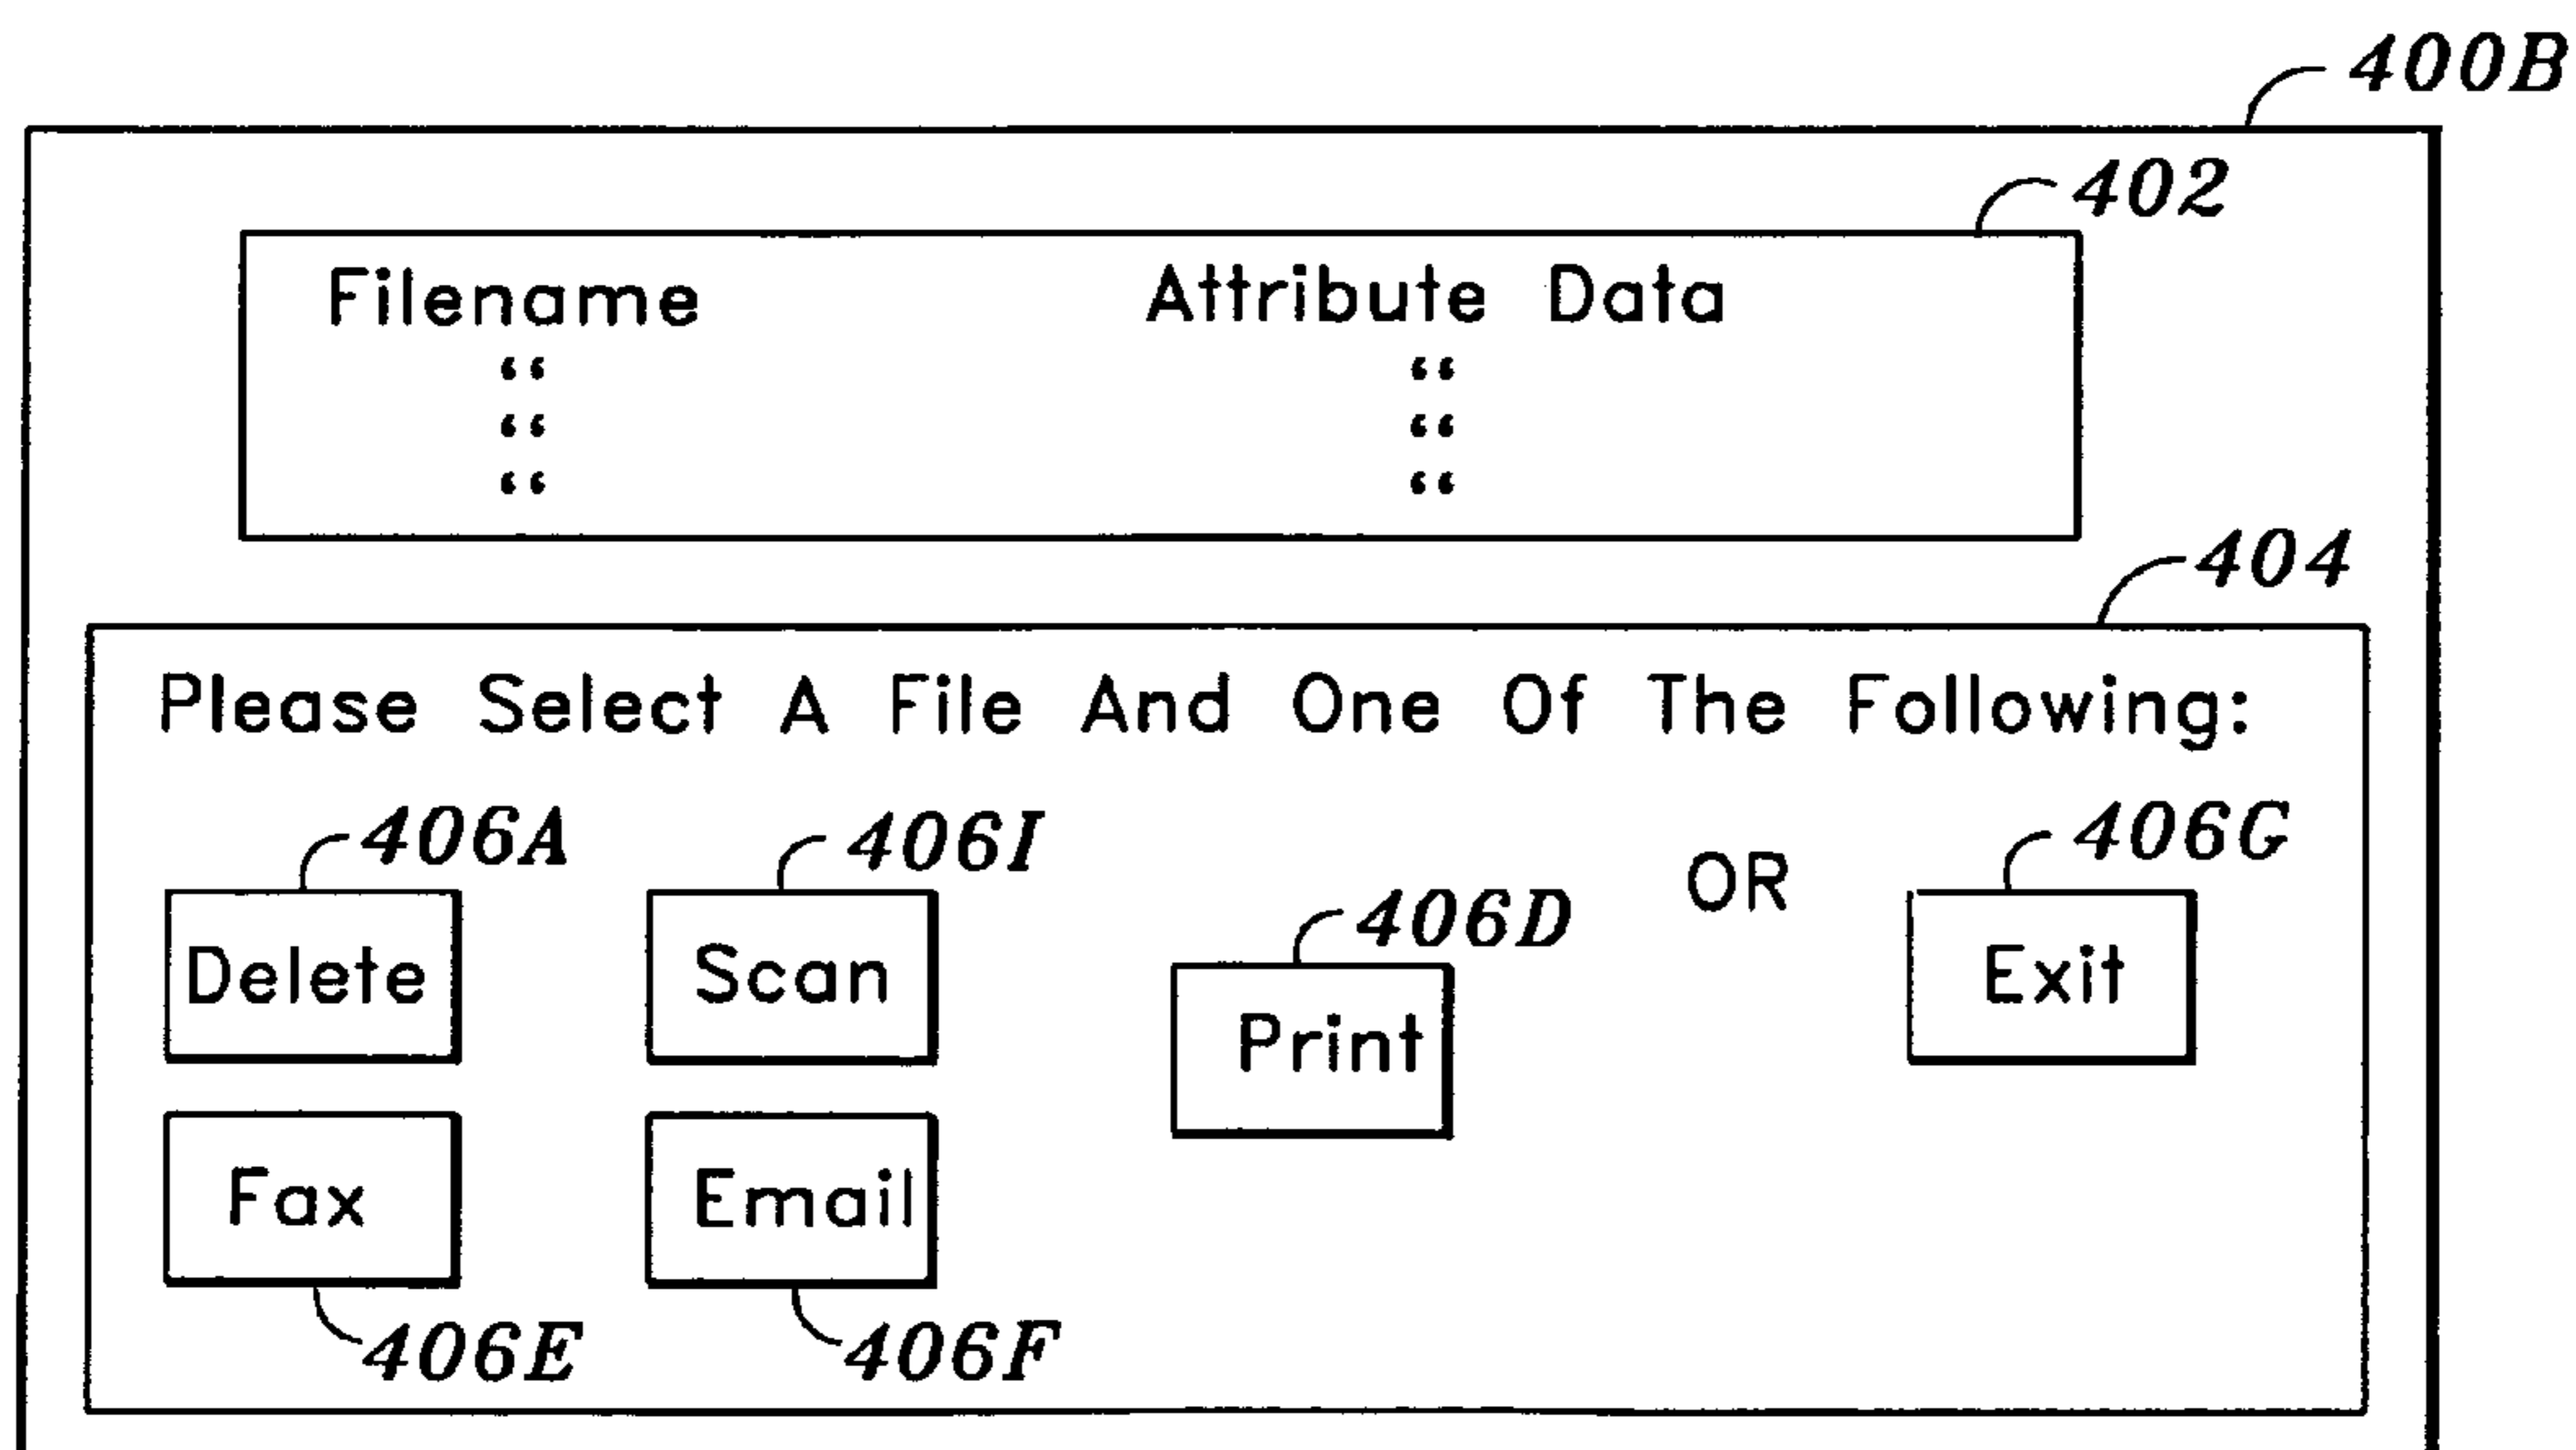 400B
402
Filename Attribute Data
“ “
“ “
“ “
404
Please Select A File And One Of The Following:
406A 406I 406G
OR
406D
Delete Scan Exit
Print
Fax Email
406E 406F